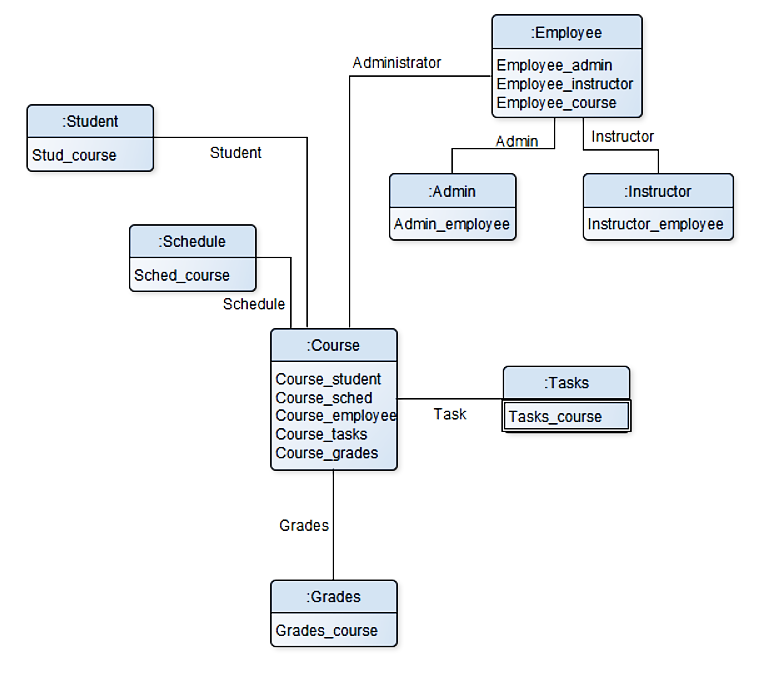 :Employee
Employee_admin
Employee_instructor
Employee_course
Administrator
:Student
Stud_course
Student
Admin
Instructor
:Admin
Admin_employee
:Instructor
Instructor_employee
:Schedule
Sched_course
Schedule
:Course
Course_student
Course_sched
Course_employee
Course_tasks
Course_grades
Task
:Tasks
Tasks_course
Grades
:Grades
Grades_course